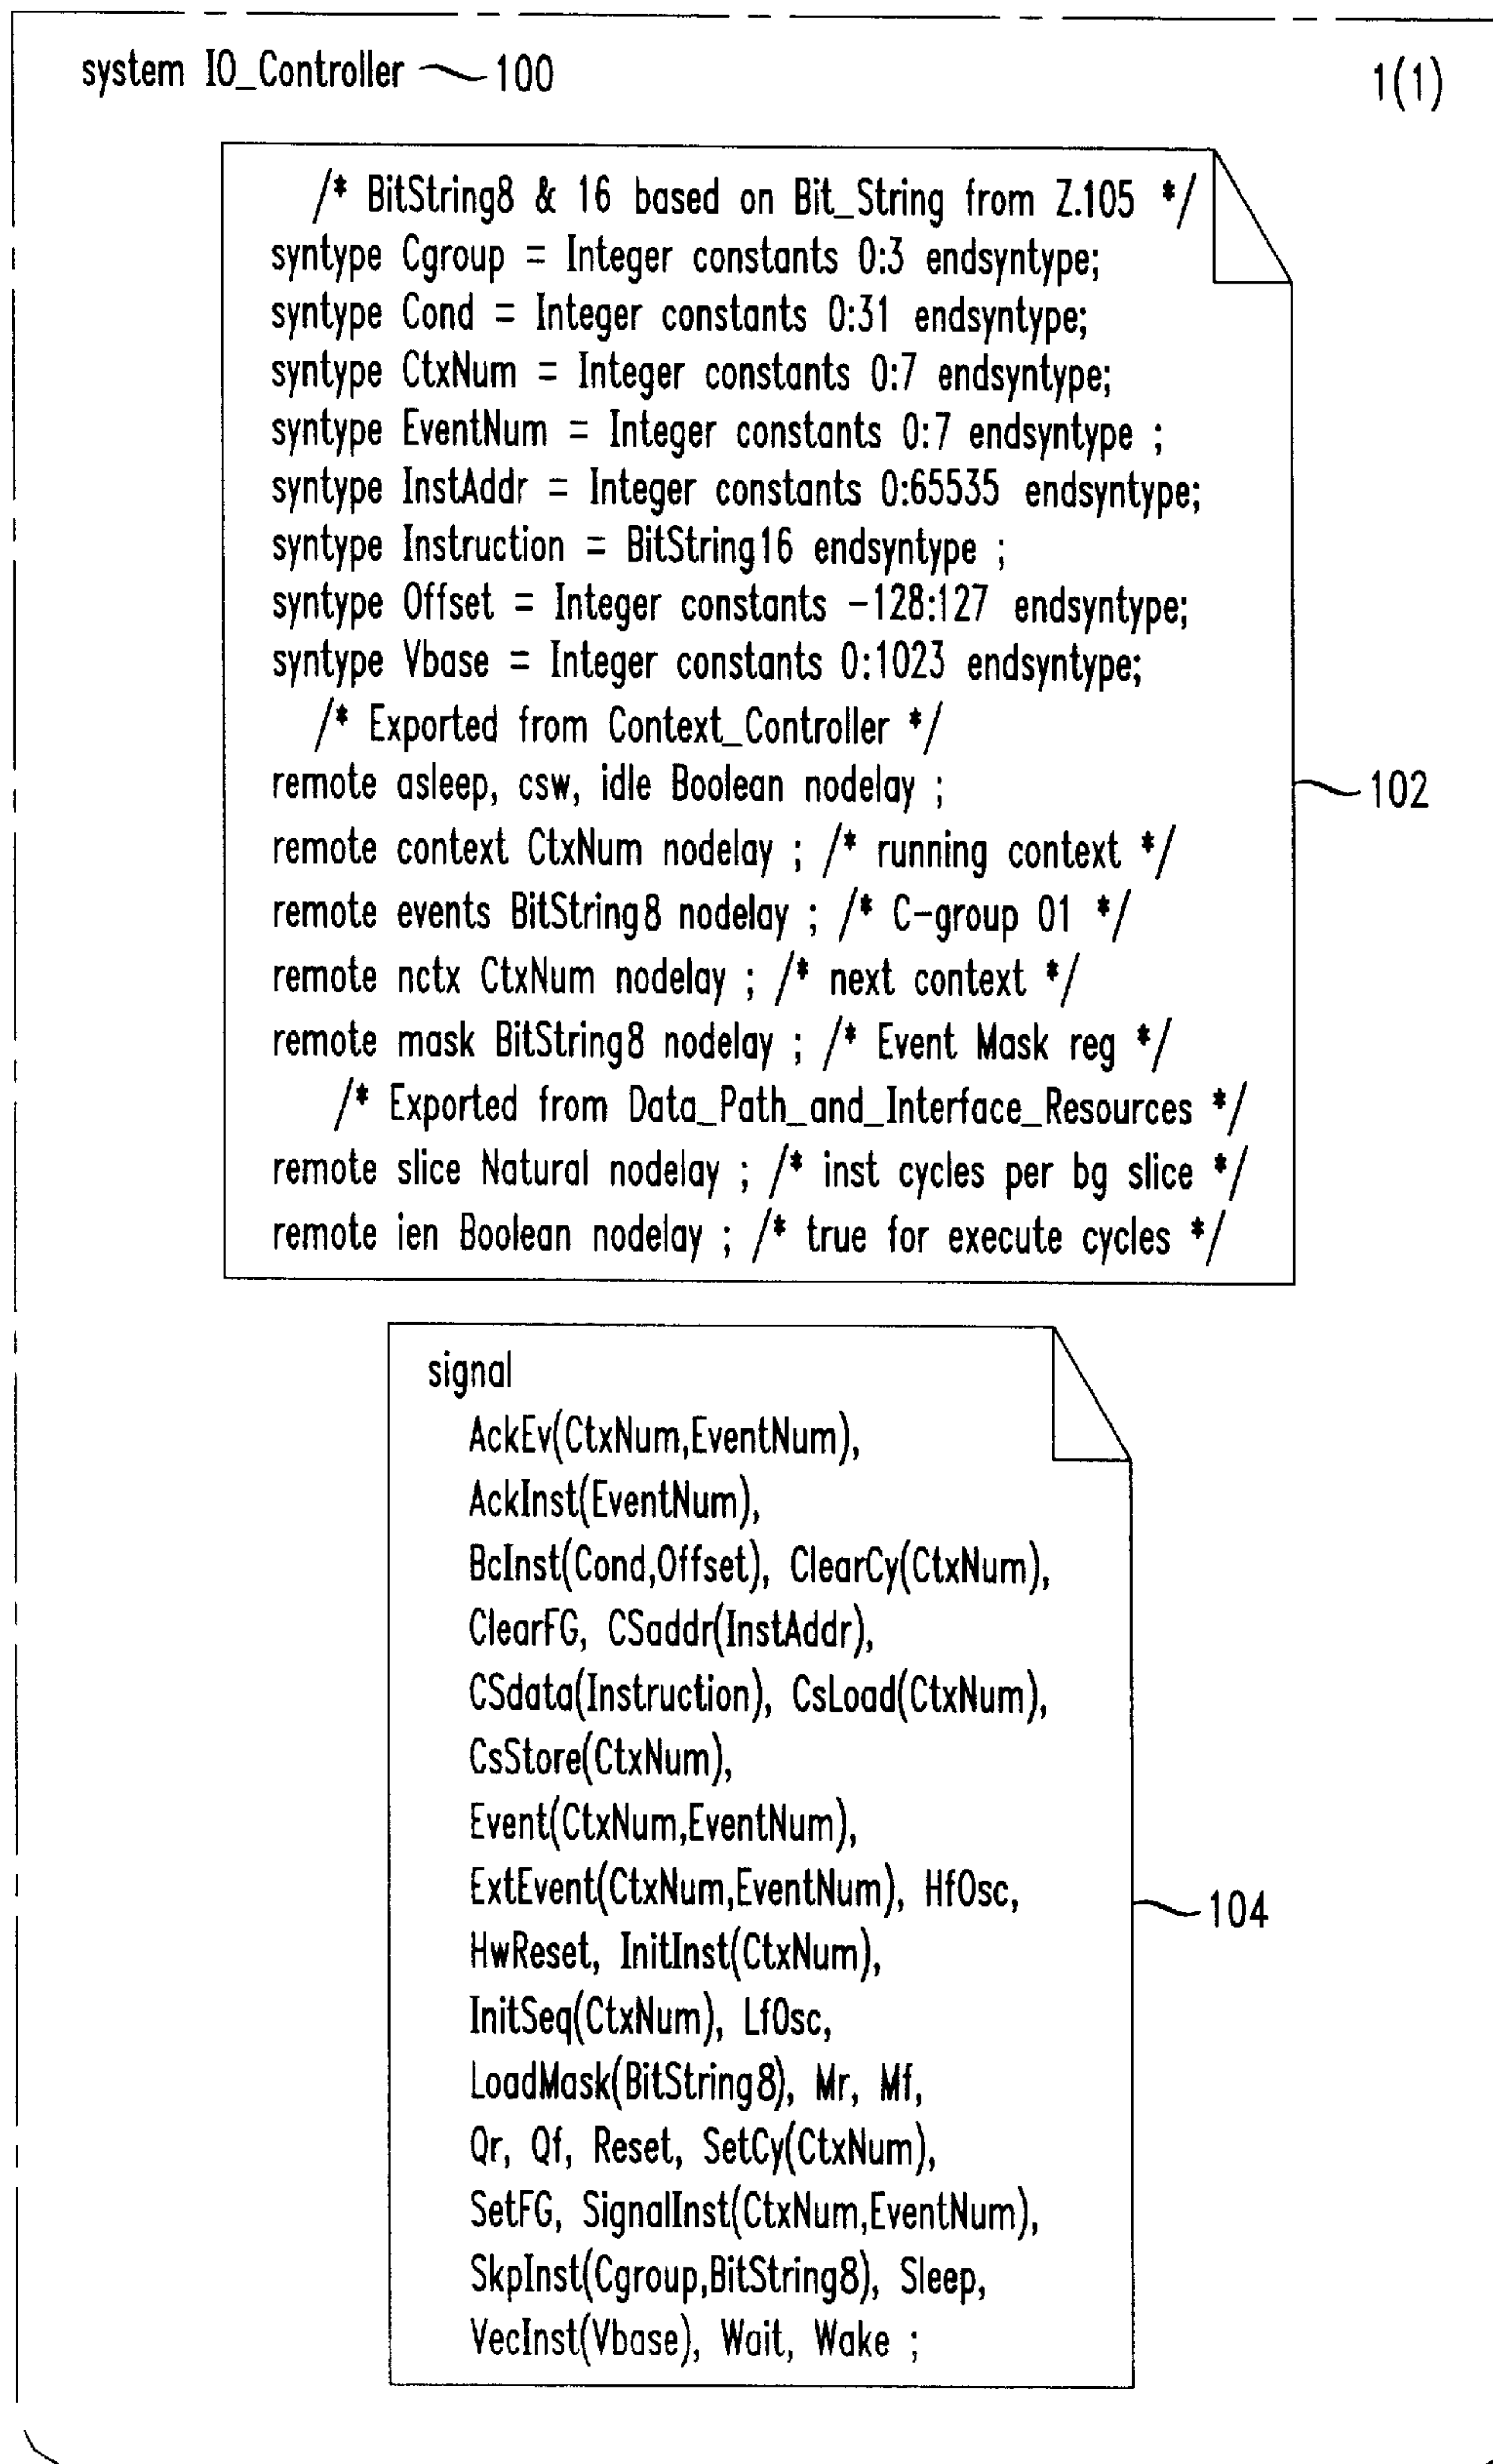 system IO_Controller 100
1(1)
/* BitString8 & 16 based on Bit_String from Z.105 */
syntype Cgroup = Integer constants 0:3 endsyntype;
syntype Cond = Integer constants 0:31 endsyntype;
syntype CtxNum = Integer constants 0:7 endsyntype;
syntype EventNum = Integer constants 0:7 endsyntype ;
syntype InstAddr = Integer constants 0:65535 endsyntype;
syntype Instruction = BitString16 endsyntype ;
syntype Offset = Integer constants -128:127 endsyntype;
syntype Vbase = Integer constants 0:1023 endsyntype;
/* Exported from Context_Controller */
remote asleep, csw, idle Boolean nodelay ;
102
remote context CtxNum nodelay ; /* running context */
remote events BitString8 nodelay ; /* C-group 01 */
remote nctx CtxNum nodelay ; /* next context */
remote mask BitString8 nodelay ; /* Event Mask reg */
/* Exported from Data_Path_and_Interface_Resources */
remote slice Natural nodelay ; /* inst cycles per bg slice */
remote ien Boolean nodelay ; /* true for execute cycles */
signal
AckEv(CtxNum,EventNum),
AckInst(EventNum),
BcInst(Cond,Offset), ClearCy(CtxNum),
ClearFG, CSaddr(InstAddr),
CSdata(Instruction), CsLoad(CtxNum),
CsStore(CtxNum),
Event(CtxNum,EventNum),
ExtEvent(CtxNum,EventNum), HfOsc,
104
HwReset, InitInst(CtxNum),
InitSeq(CtxNum), LfOsc,
LoadMask(BitString8), Mr, Mf,
Qr, Qf, Reset, SetCy(CtxNum),
SetFG, SignalInst(CtxNum,EventNum),
SkpInst(Cgroup,BitString8), Sleep,
VecInst(Vbase), Wait, Wake ;